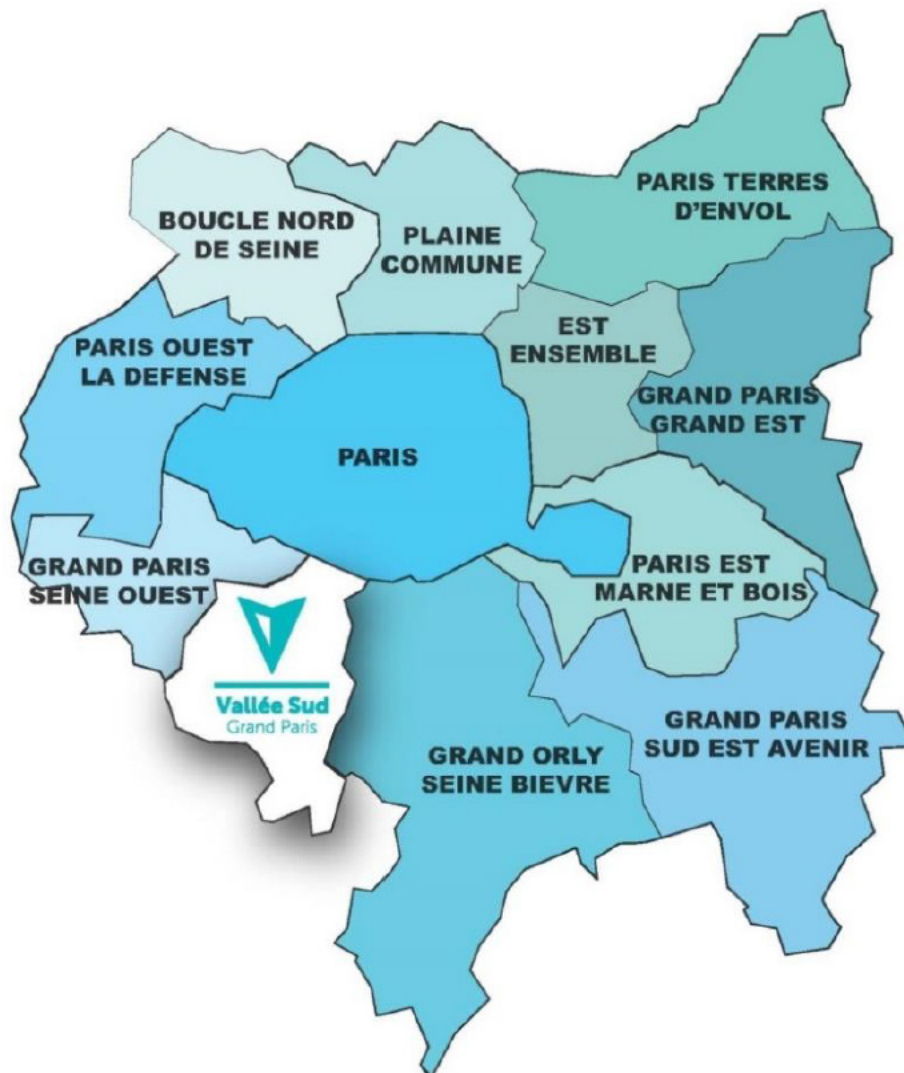 PARIS TERRES
D'ENVOL
BOUCLE NORD
DE SEINE
PLAINE
COMMUNE
EST
ENSEMBLE
PARIS OUEST
LA DEFENSE
GRAND PARIS
GRAND EST
PARIS
GRAND PARIS
SEINE OUEST
PARIS EST
MARNE ET BOIS
Vallée Sud
Grand Paris
GRAND PARIS
SUD EST AVENIR
GRAND ORLY
SEINE BIEVRE